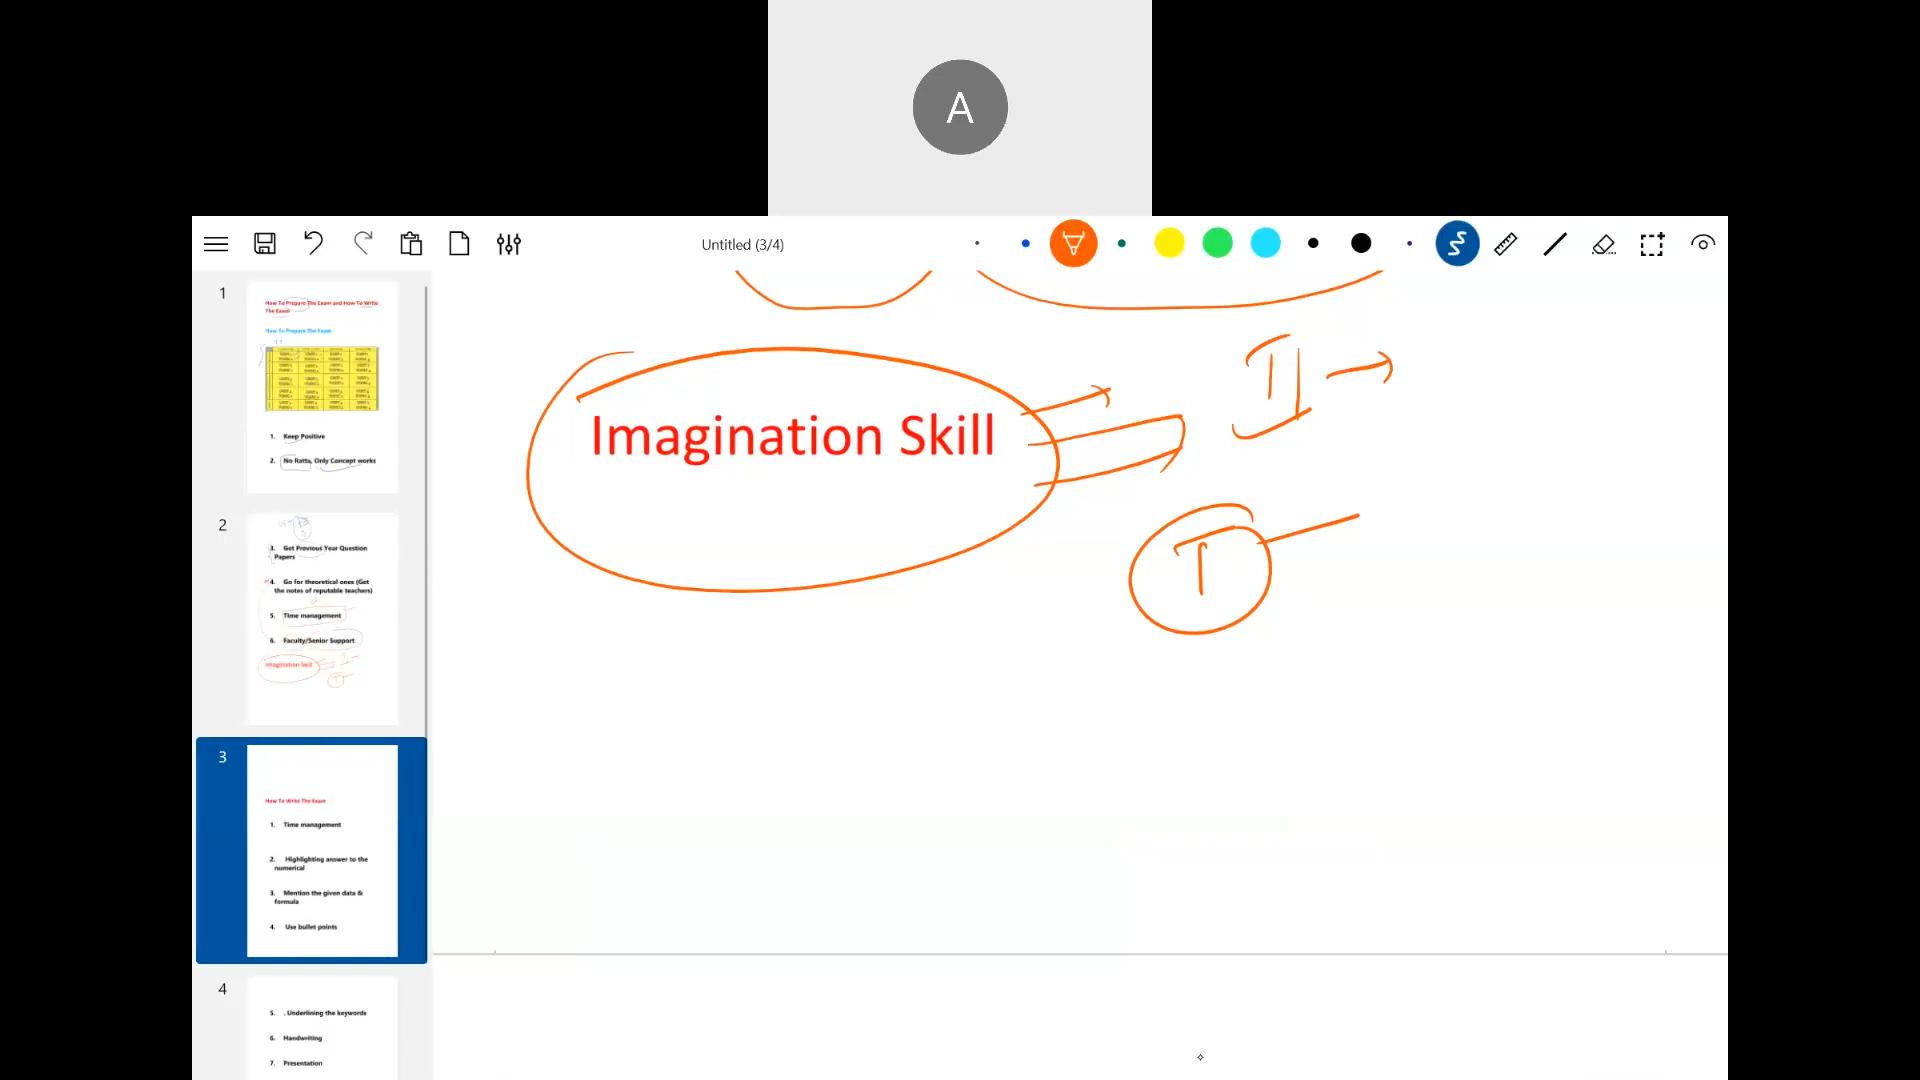 A
Untitled (3/4)
1
How To Prepare The Exam and How To Write
The Exam
How To Prepare The Exam
1. Keep Positive
2. No Ratta, Only Concept works
2
3. Get Previous Year Question
Papers
4. Go for theoretical ones (Get
the notes of reputable teachers)
5. Time management
6. Faculty/Senior Support
Imagination Skill
3
How To Write The Exam
1. Time management
2. Highlighting answer to the
numerical
3. Mention the given data &
formula
4. Use bullet points
4
5. . Underlining the keywords
6. Handwriting
7. Presentation
Imagination Skill
II
T